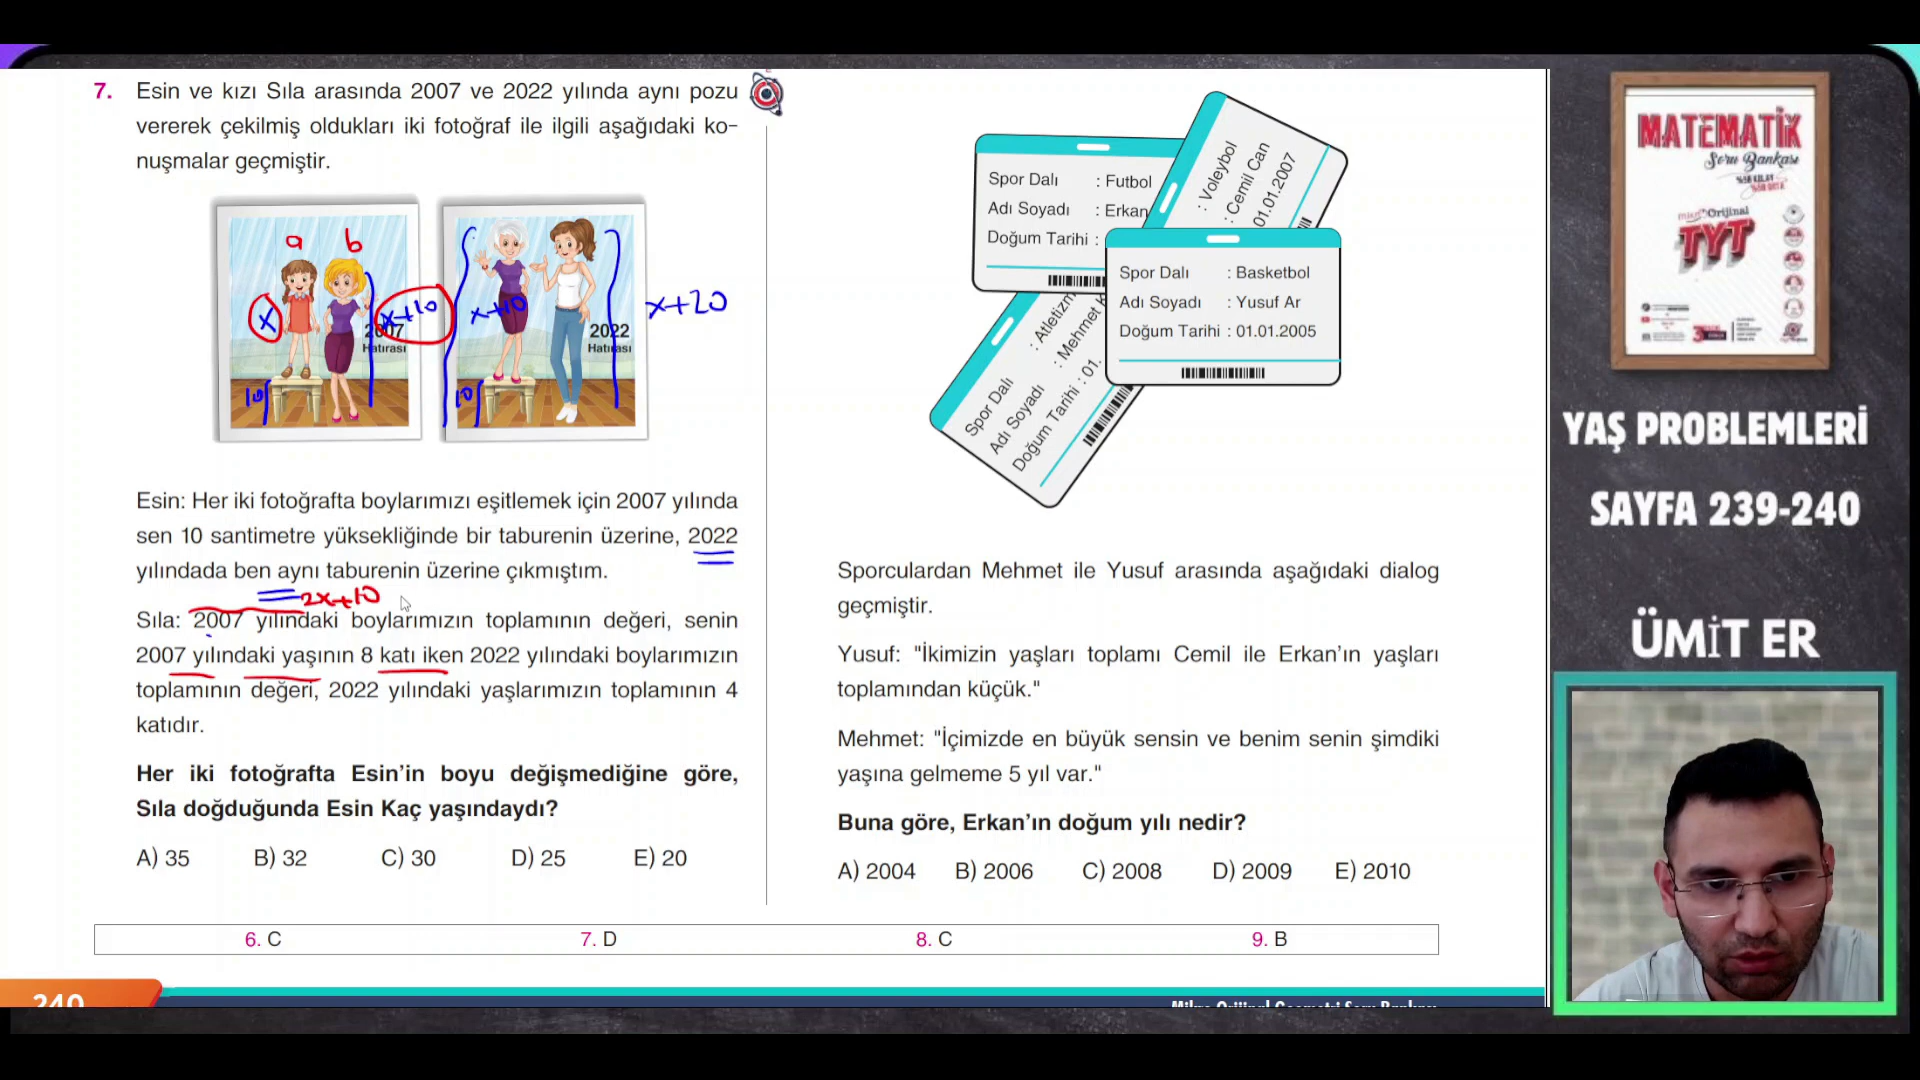 7. Esin ve kızı Sıla arasında 2007 ve 2022 yılında aynı pozu
vererek çekilmiş oldukları iki fotoğraf ile ilgili aşağıdaki ko-
nuşmalar geçmiştir.
a b
x
x+10
10
2007
Hatırası
x+10
10
2022
Hatırası
x+20
Esin: Her iki fotoğrafta boylarımızı eşitlemek için 2007 yılında
sen 10 santimetre yüksekliğinde bir taburenin üzerine, 2022
yılındada ben aynı taburenin üzerine çıkmıştım.
2x+10
Sıla: 2007 yılındaki boylarımızın toplamının değeri, senin
2007 yılındaki yaşının 8 katı iken 2022 yılındaki boylarımızın
toplamının değeri, 2022 yılındaki yaşlarımızın toplamının 4
katıdır.
Her iki fotoğrafta Esin’in boyu değişmediğine göre,
Sıla doğduğunda Esin Kaç yaşındaydı?
A) 35 B) 32 C) 30 D) 25 E) 20
Spor Dalı : Futbol
Adı Soyadı : Erkan
Doğum Tarihi :
: Voleybol
: Cemil Can
01.01.2007
Spor Dalı : Basketbol
Adı Soyadı : Yusuf Ar
Doğum Tarihi : 01.01.2005
Spor Dalı : Atletizm
Adı Soyadı : Mehmet K
Doğum Tarihi : 01.
Sporculardan Mehmet ile Yusuf arasında aşağıdaki dialog
geçmiştir.
Yusuf: "İkimizin yaşları toplamı Cemil ile Erkan’ın yaşları
toplamından küçük."
Mehmet: "İçimizde en büyük sensin ve benim senin şimdiki
yaşına gelmeme 5 yıl var."
Buna göre, Erkan’ın doğum yılı nedir?
A) 2004 B) 2006 C) 2008 D) 2009 E) 2010
6. C 7. D 8. C 9. B
240
MATEMATİK
Soru Bankası
Orijinal
TYT
YAŞ PROBLEMLERİ
SAYFA 239-240
ÜMİT ER